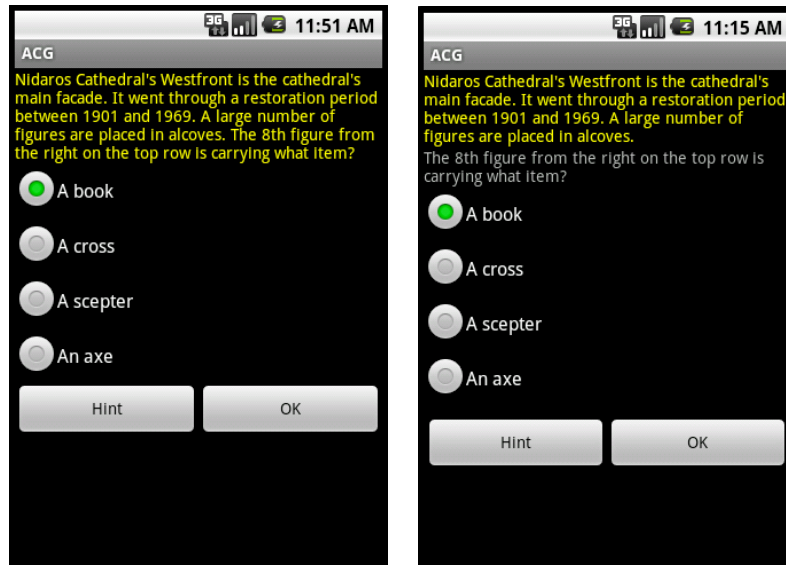 3G 11:51 AM
ACG
Nidaros Cathedral's Westfront is the cathedral's
main facade. It went through a restoration period
between 1901 and 1969. A large number of
figures are placed in alcoves. The 8th figure from
the right on the top row is carrying what item?
A book
A cross
A scepter
An axe
Hint OK
3G 11:15 AM
ACG
Nidaros Cathedral's Westfront is the cathedral's
main facade. It went through a restoration period
between 1901 and 1969. A large number of
figures are placed in alcoves.
The 8th figure from the right on the top row is
carrying what item?
A book
A cross
A scepter
An axe
Hint OK